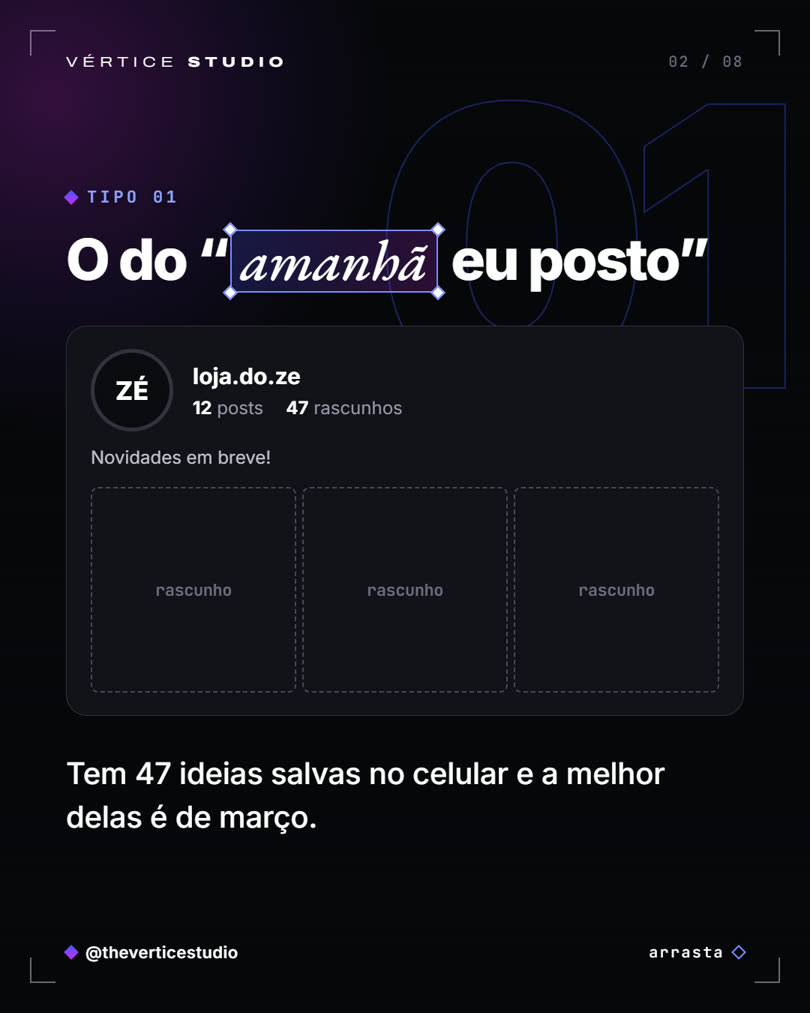 VÉRTICE STUDIO
02 / 08
01
TIPO 01
O do “amanhã eu posto”
ZÉ
loja.do.ze
12 posts 47 rascunhos
Novidades em breve!
rascunho rascunho rascunho
Tem 47 ideias salvas no celular e a melhor
delas é de março.
@theverticestudio
arrasta